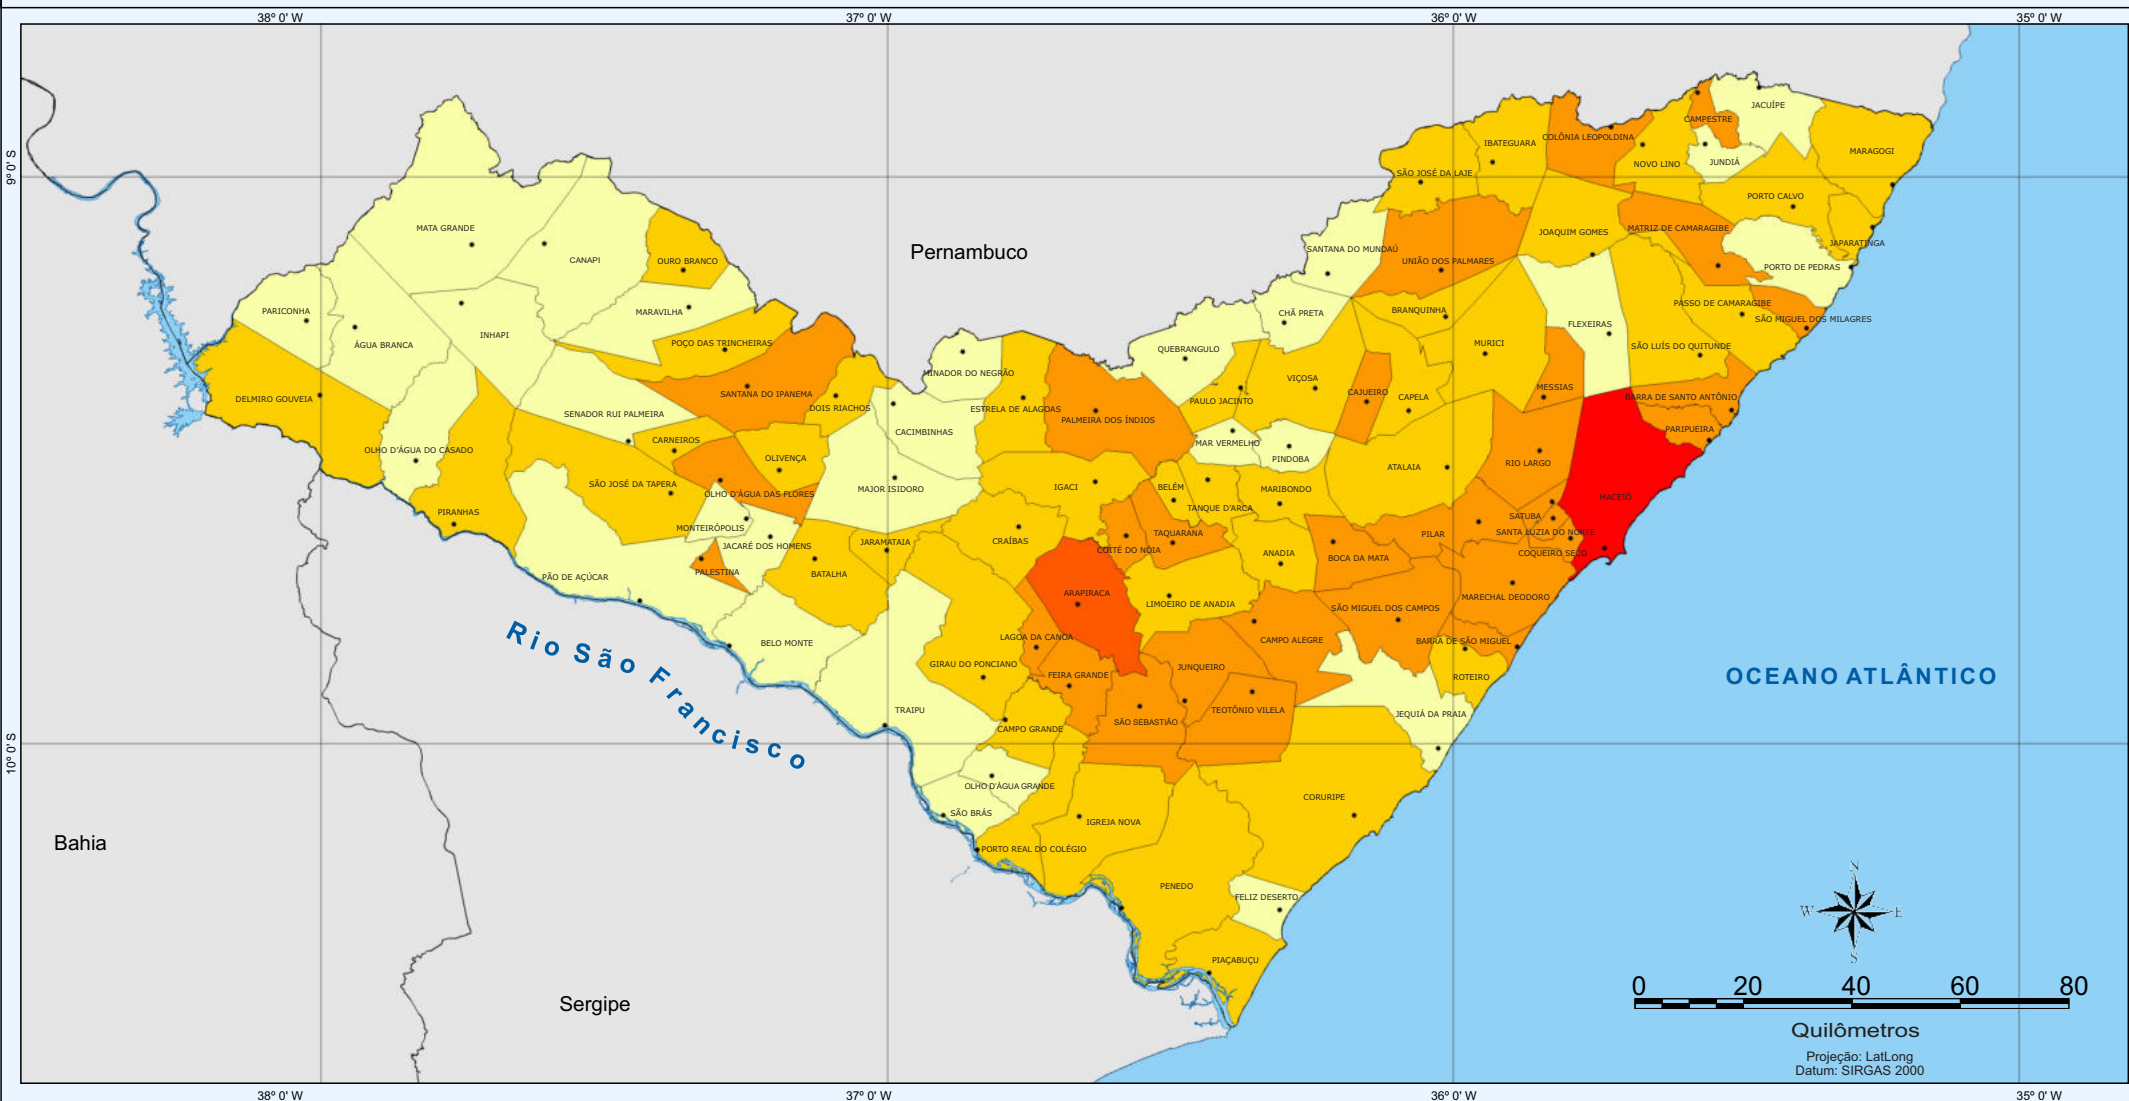 38° 0' W
37° 0' W
36° 0' W
35° 0' W
9° 0' S
10° 0' S
JACUÍPE
CAMPESTRE
COLÔNIA LEOPOLDINA
IBATEGUARA
NOVO LINO
JUNDIÁ
MARAGOGI
SÃO JOSÉ DA LAJE
PORTO CALVO
MATA GRANDE
CANAPI
OURO BRANCO
Pernambuco
SANTANA DO MUNDAÚ
UNIÃO DOS PALMARES
JOAQUIM GOMES
MATRIZ DE CAMARAGIBE
JAPARATINGA
PORTO DE PEDRAS
PARICONHA
ÁGUA BRANCA
INHAPI
MARAVILHA
POÇO DAS TRINCHEIRAS
CHÃ PRETA
BRANQUINHA
FLEXEIRAS
PASSO DE CAMARAGIBE
SÃO MIGUEL DOS MILAGRES
MURICI
SÃO LUÍS DO QUITUNDE
QUEBRANGULO
MINADOR DO NEGRÃO
VIÇOSA
MESSIAS
DELMIRO GOUVEIA
SENADOR RUI PALMEIRA
SANTANA DO IPANEMA
DOIS RIACHOS
ESTRELA DE ALAGOAS
PALMEIRA DOS ÍNDIOS
PAULO JACINTO
CAJUEIRO
CAPELA
BARRA DE SANTO ANTÔNIO
PARIPUEIRA
CACIMBINHAS
OLHO D'ÁGUA DO CASADO
CARNEIROS
OLIVENÇA
MAR VERMELHO
PINDOBA
ATALAIA
RIO LARGO
SÃO JOSÉ DA TAPERA
OLHO D'ÁGUA DAS FLORES
MAJOR ISIDORO
IGACI
BELÉM
TANQUE D'ARCA
MARIBONDO
MACEIÓ
PIRANHAS
MONTEIRÓPOLIS
JACARÉ DOS HOMENS
JARAMATAIA
CRAÍBAS
COITÉ DO NÓIA
TAQUARANA
ANADIA
BOCA DA MATA
PILAR
SATUBA
SANTA LUZIA DO NORTE
COQUEIRO SECO
PÃO DE AÇÚCAR
PALESTINA
BATALHA
ARAPIRACA
LIMOEIRO DE ANADIA
SÃO MIGUEL DOS CAMPOS
MARECHAL DEODORO
Rio São Francisco
BELO MONTE
LAGOA DA CANOA
CAMPO ALEGRE
BARRA DE SÃO MIGUEL
GIRAU DO PONCIANO
FEIRA GRANDE
JUNQUEIRO
ROTEIRO
OCEANO ATLÂNTICO
TRAIPU
CAMPO GRANDE
SÃO SEBASTIÃO
TEOTÔNIO VILELA
JEQUIÁ DA PRAIA
OLHO D'ÁGUA GRANDE
SÃO BRÁS
CORURIPE
IGREJA NOVA
Bahia
PORTO REAL DO COLÉGIO
PENEDO
FELIZ DESERTO
PIAÇABUÇU
Sergipe
N
W
E
S
0 20 40 60 80
Quilômetros
Projeção: LatLong
Datum: SIRGAS 2000
38° 0' W
37° 0' W
36° 0' W
35° 0' W